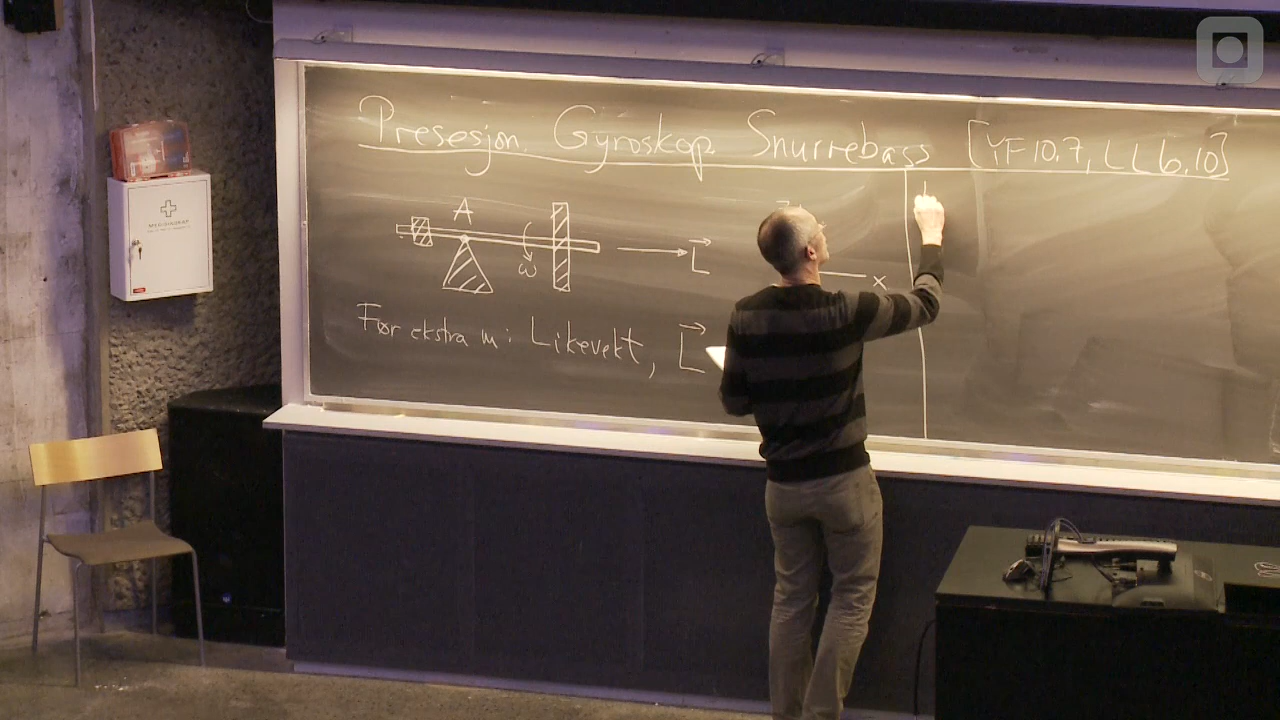 Presesjon. Gyroskop. Snurrebass [YF 10.7, LL 6.10]
A
ω
L
x
Før ekstra m: Likevekt, L